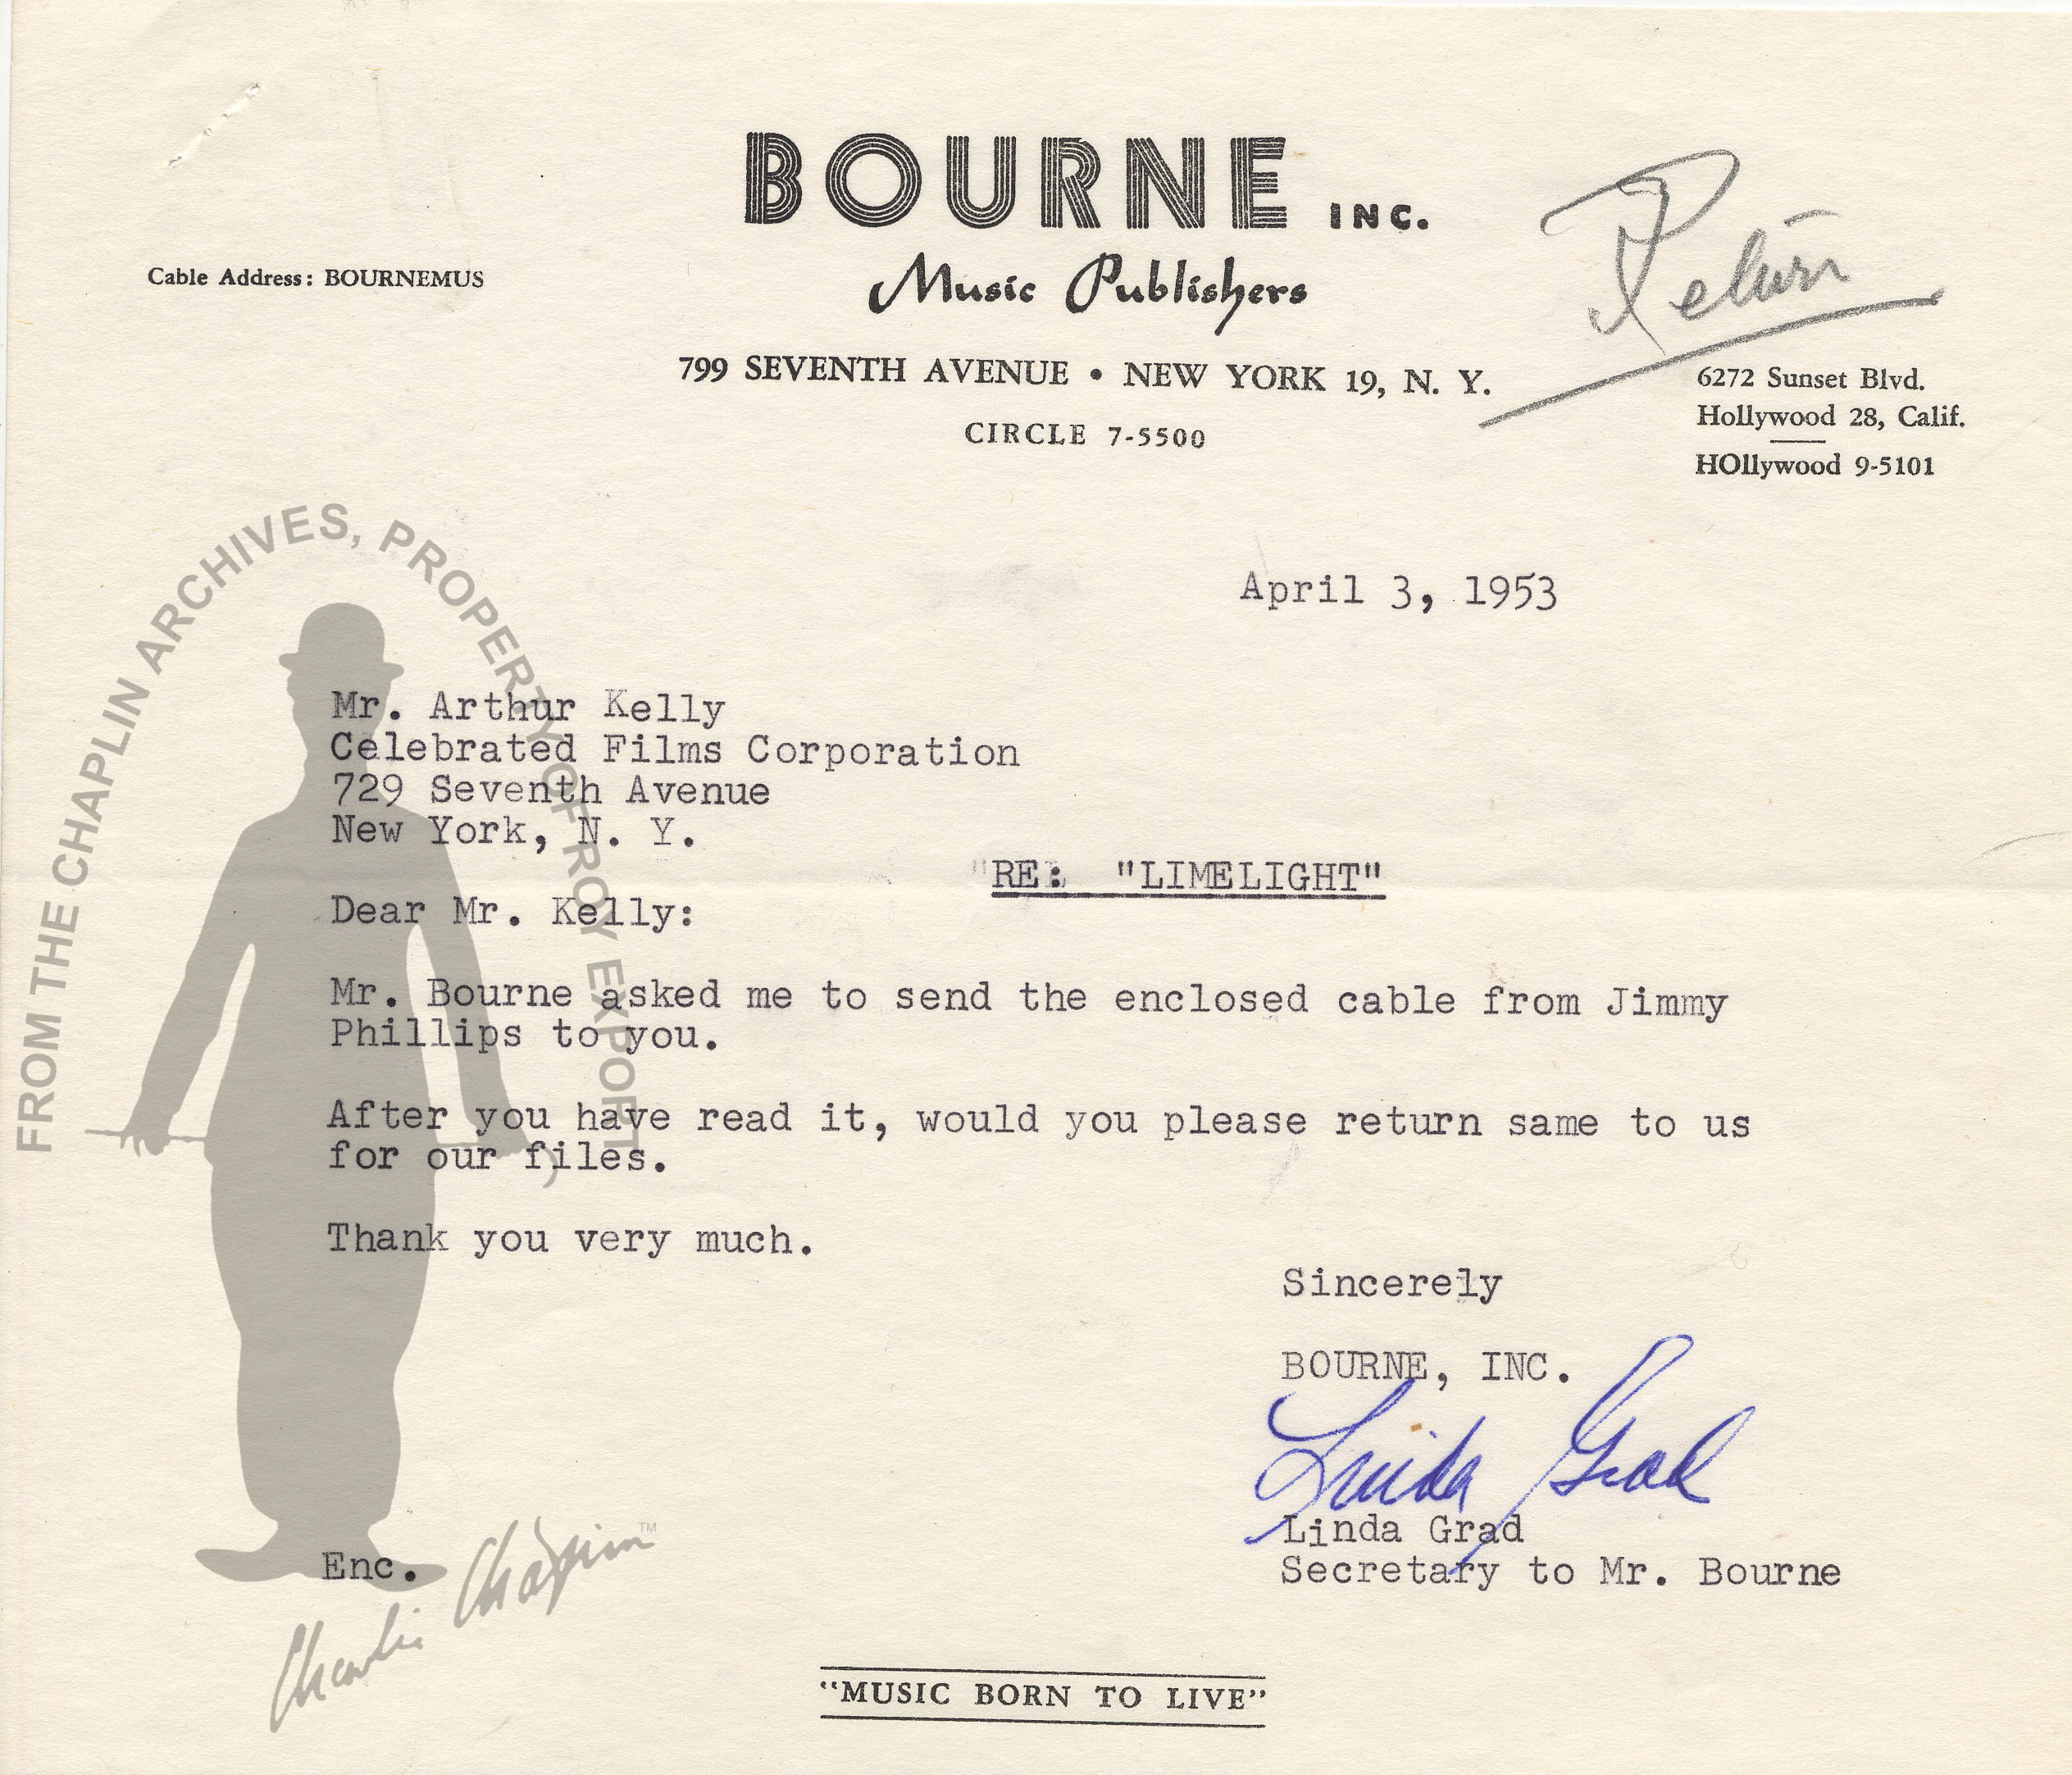 BOURNE INC.
Music Publishers
Cable Address: BOURNEMUS
Return
799 SEVENTH AVENUE • NEW YORK 19, N. Y.
CIRCLE 7-5500
6272 Sunset Blvd.
Hollywood 28, Calif.
HOllywood 9-5101
April 3, 1953
Mr. Arthur Kelly
Celebrated Films Corporation
729 Seventh Avenue
New York, N. Y.
RE: "LIMELIGHT"
Dear Mr. Kelly:
Mr. Bourne asked me to send the enclosed cable from Jimmy
Phillips to you.
After you have read it, would you please return same to us
for our files.
Thank you very much.
Sincerely
BOURNE, INC.
Linda Grad
Linda Grad
Secretary to Mr. Bourne
Enc.
"MUSIC BORN TO LIVE"
FROM THE CHAPLIN ARCHIVES, PROPERTY OF ROY EXPORT
Charlie Chaplin™